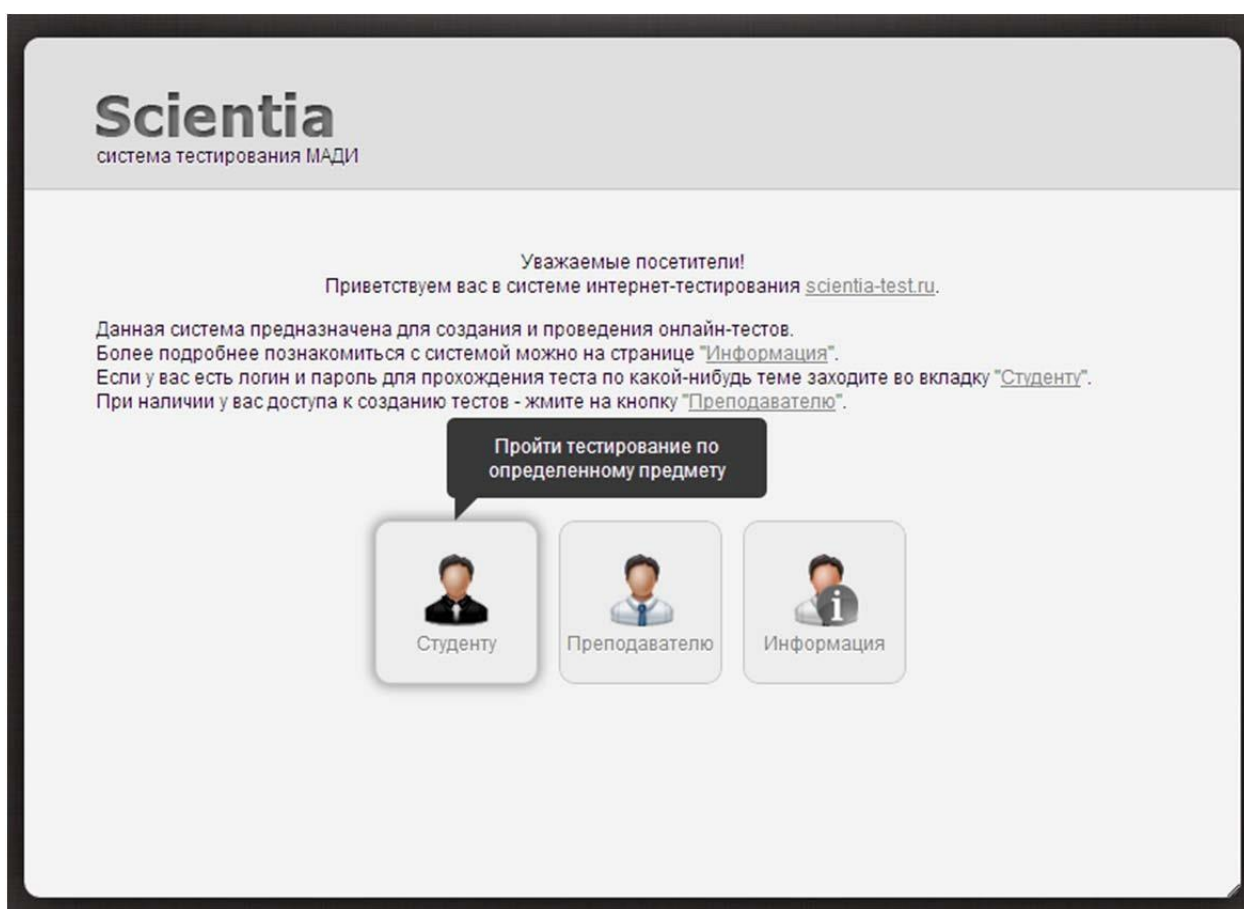 Scientia
система тестирования МАДИ
Уважаемые посетители!
Приветствуем вас в системе интернет-тестирования scientia-test.ru.
Данная система предназначена для создания и проведения онлайн-тестов.
Более подробнее познакомиться с системой можно на странице "Информация".
Если у вас есть логин и пароль для прохождения теста по какой-нибудь теме заходите во вкладку "Студенту".
При наличии у вас доступа к созданию тестов - жмите на кнопку "Преподавателю".
Пройти тестирование по
определенному предмету
Студенту
Преподавателю
Информация